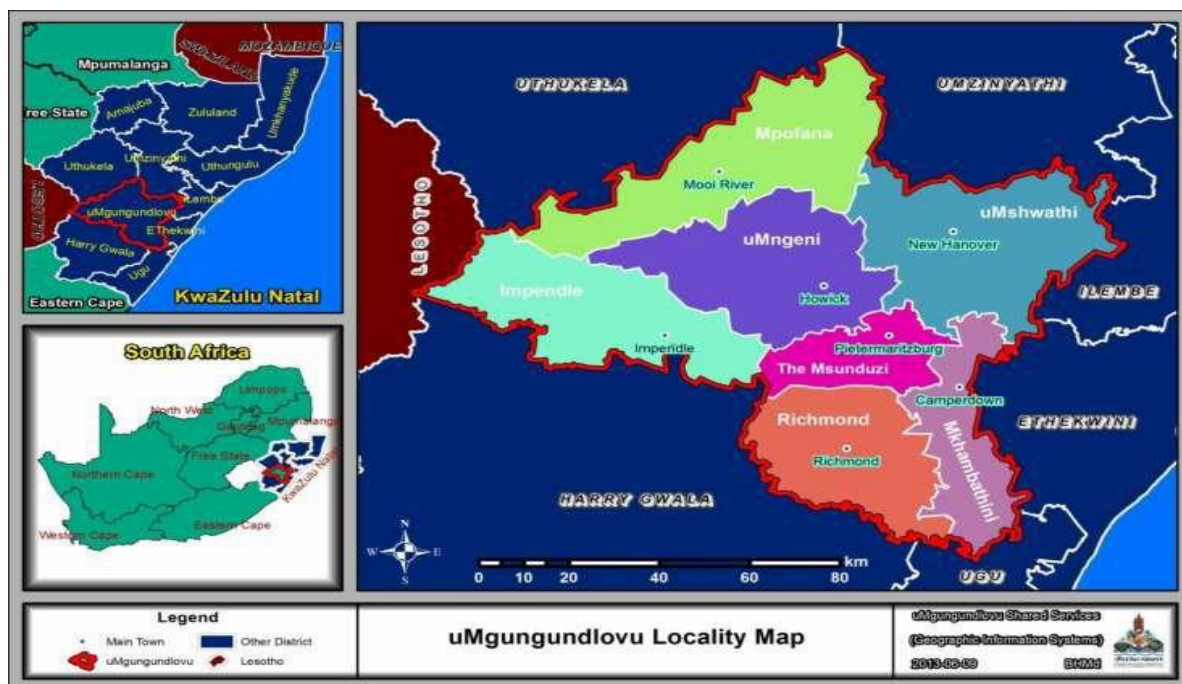 SWAZILAND
MOZAMBIQUE
Mpumalanga
Free State
Amajuba
Zululand
Umkhanyakude
Uthukela
Umzinyathi
Uthungulu
LESOTHO
uMgungundlovu
iLembe
EThekwini
Harry Gwala
Ugu
Eastern Cape
KwaZulu Natal
South Africa
Limpopo
North West
Gauteng
Mpumalanga
Free State
Northern Cape
KwaZulu Natal
Eastern Cape
Western Cape
UTHUKELA
UMZINYATHI
Mpofana
Mooi River
LESOTHO
uMshwathi
uMngeni
New Hanover
Impendle
Howick
ILEMBE
Impendle
Pietermaritzburg
The Msunduzi
Camperdown
Richmond
ETHEKWINI
Mkhambathini
Richmond
HARRY GWALA
N
W E
S
km
0 10 20 40 60 80
UGU
Legend
Main Town
Other District
uMgungundlovu
Lesotho
uMgungundlovu Locality Map
uMgungundlovu Shared Services
(Geographic Information Systems)
2013-06-09 BHMd